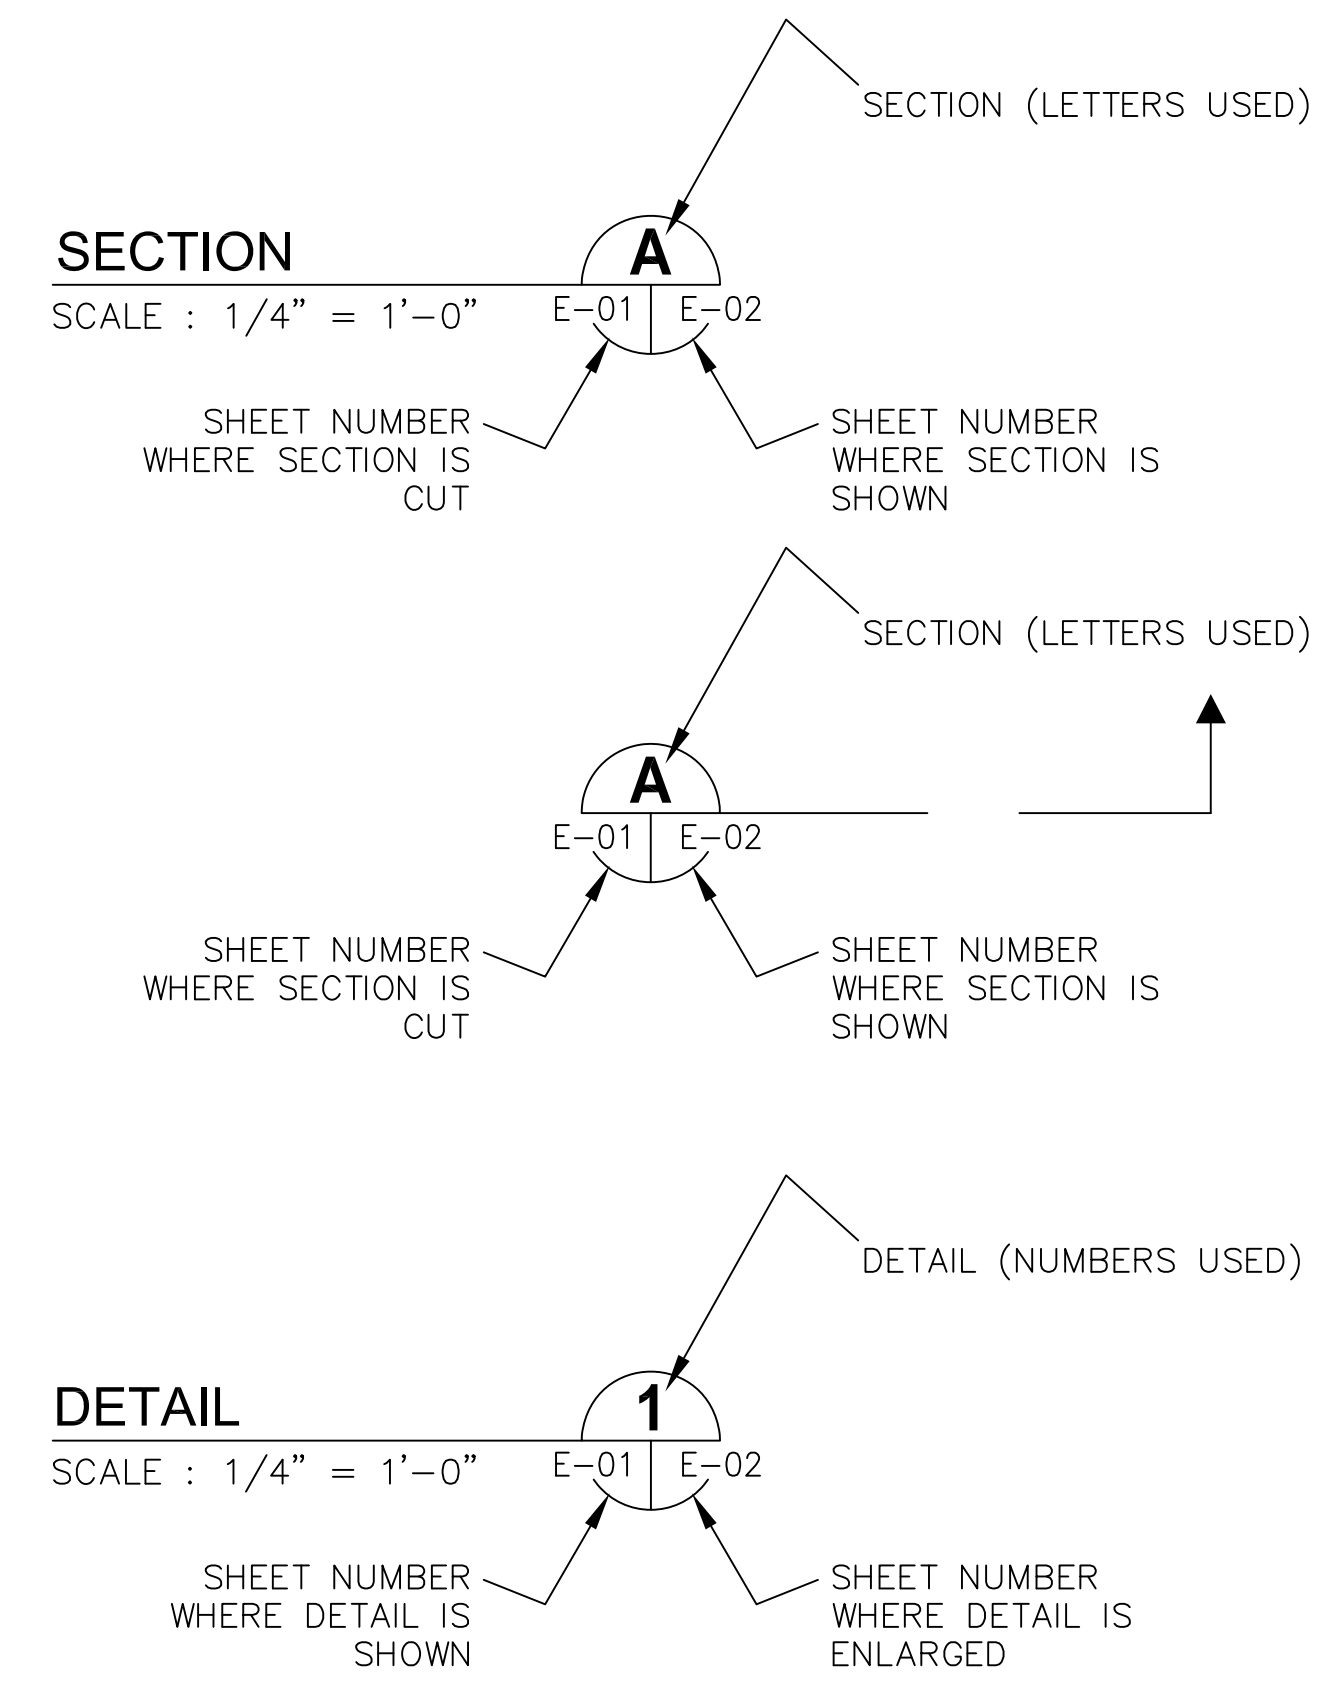 SECTION (LETTERS USED)
A
SECTION
SCALE : 1/4” = 1’-0”
E-01
E-02
SHEET NUMBER
WHERE SECTION IS
CUT
SHEET NUMBER
WHERE SECTION IS
SHOWN
SECTION (LETTERS USED)
A
E-01
E-02
SHEET NUMBER
WHERE SECTION IS
CUT
SHEET NUMBER
WHERE SECTION IS
SHOWN
DETAIL (NUMBERS USED)
1
DETAIL
SCALE : 1/4” = 1’-0”
E-01
E-02
SHEET NUMBER
WHERE DETAIL IS
SHOWN
SHEET NUMBER
WHERE DETAIL IS
ENLARGED